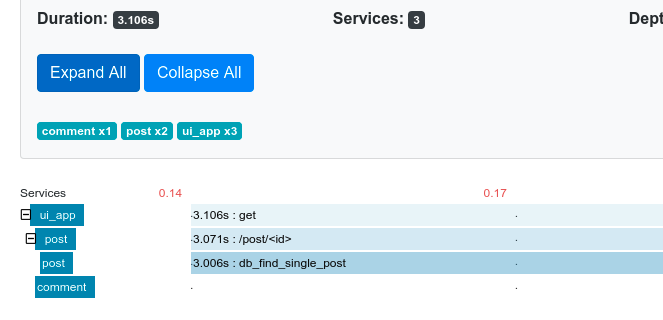 Duration: 3.106s Services: 3 Dept
Expand All Collapse All
comment x1 post x2 ui_app x3
Services 0.14 0.17
ui_app 3.106s : get .
post 3.071s : /post/<id> .
post 3.006s : db_find_single_post .
comment . .